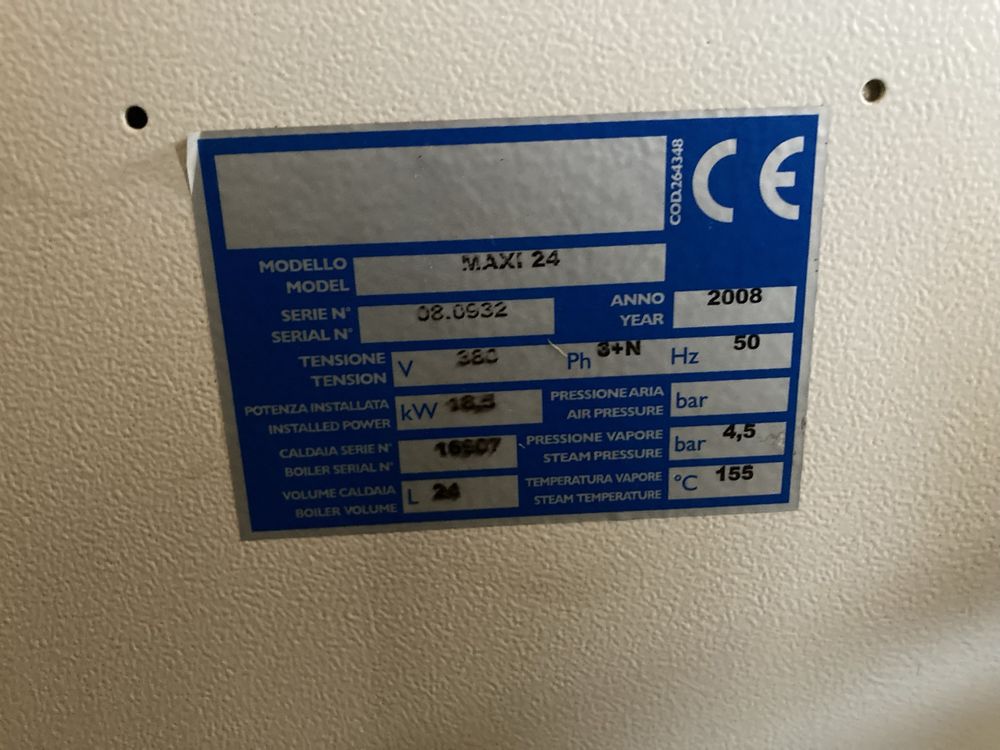 COD.264348
CE
MODELLO MAXI 24
MODEL
SERIE N° 08.0932 ANNO 2008
SERIAL N° YEAR
TENSIONE V 380 Ph 3+N Hz 50
TENSION
POTENZA INSTALLATA kW 18,5 PRESSIONE ARIA bar
INSTALLED POWER AIR PRESSURE
CALDAIA SERIE N° PRESSIONE VAPORE bar 4,5
BOILER SERIAL N° STEAM PRESSURE
VOLUME CALDAIA L 24 TEMPERATURA VAPORE °C 155
BOILER VOLUME STEAM TEMPERATURE